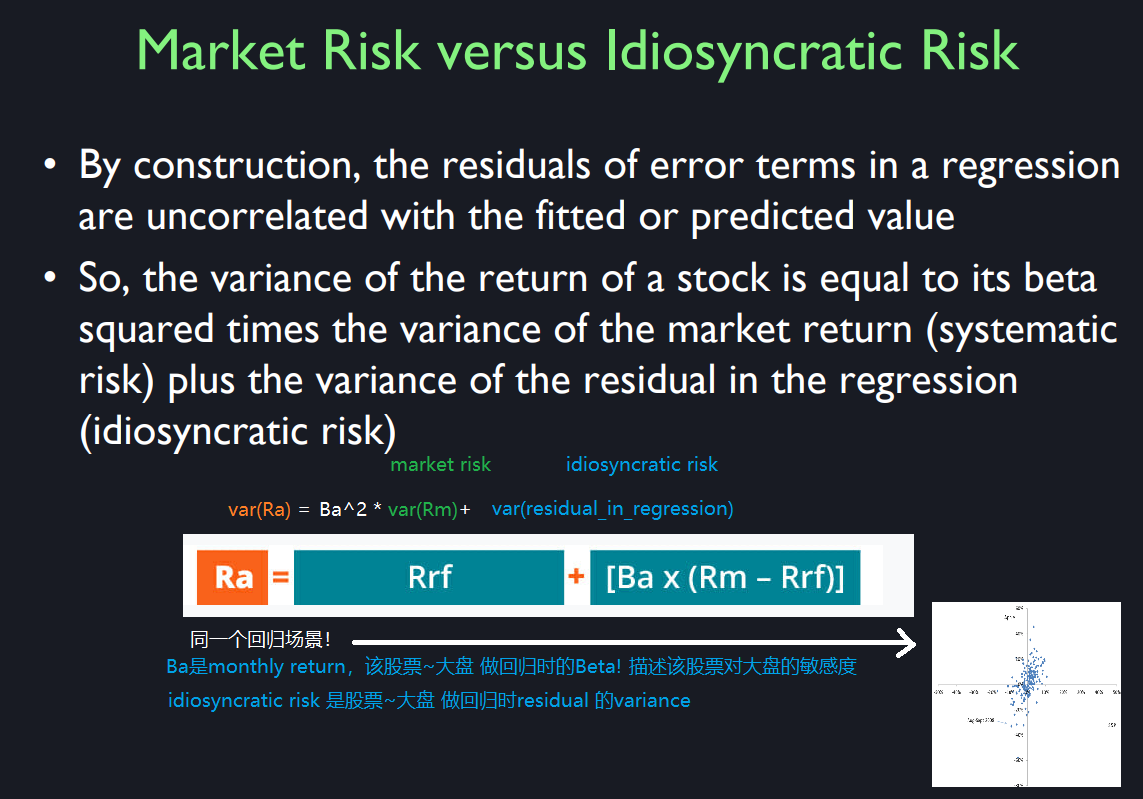 Market Risk versus Idiosyncratic Risk
• By construction, the residuals of error terms in a regression
are uncorrelated with the fitted or predicted value
• So, the variance of the return of a stock is equal to its beta
squared times the variance of the market return (systematic
risk) plus the variance of the residual in the regression
(idiosyncratic risk)
market risk idiosyncratic risk
var(Ra) = Ba^2 * var(Rm)+ var(residual_in_regression)
Ra = Rrf + [Ba x (Rm – Rrf)]
同一个回归场景！
Ba是monthly return，该股票~大盘 做回归时的Beta! 描述该股票对大盘的敏感度
idiosyncratic risk 是股票~大盘 做回归时residual 的variance